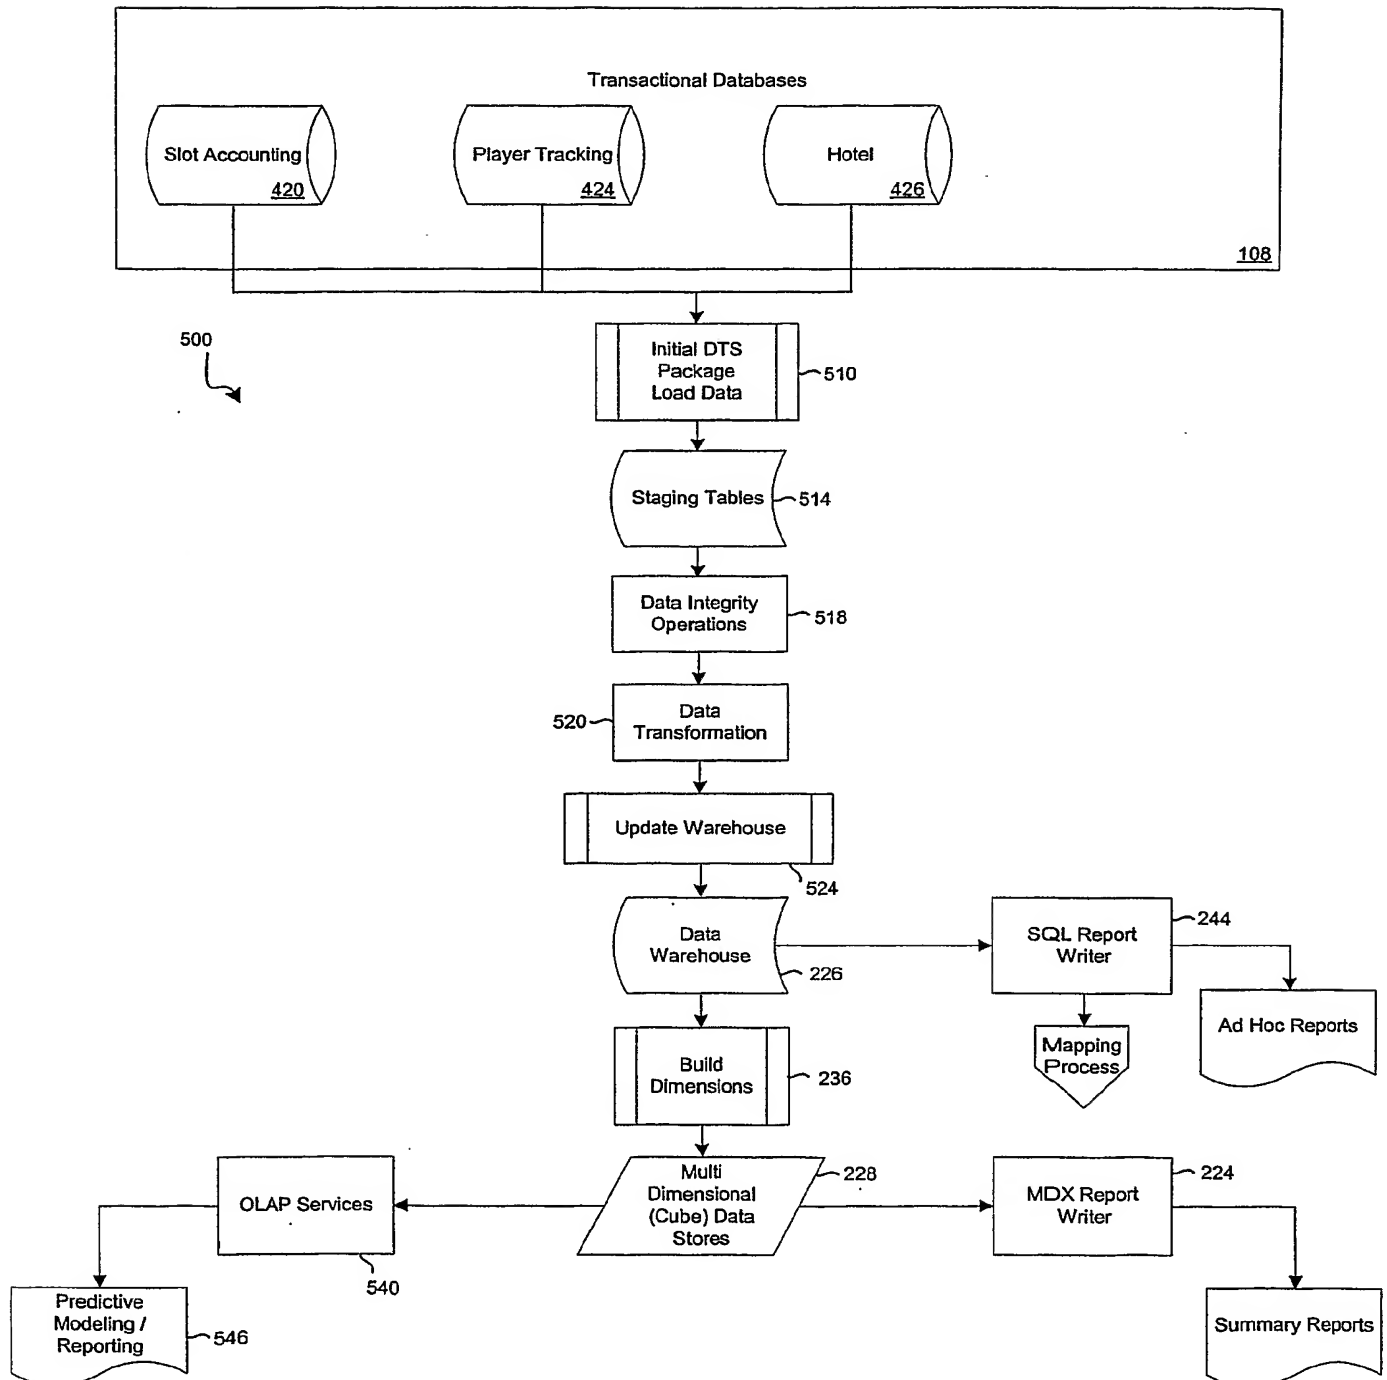 Transactional Databases
Slot Accounting
420
Player Tracking
424
Hotel
426
108
500
Initial DTS
Package
Load Data
510
Staging Tables
514
Data Integrity
Operations
518
520
Data
Transformation
Update Warehouse
524
Data
Warehouse
226
SQL Report
Writer
244
Ad Hoc Reports
Mapping
Process
Build
Dimensions
236
OLAP Services
540
Multi
Dimensional
(Cube) Data
Stores
228
MDX Report
Writer
224
Predictive
Modeling /
Reporting
546
Summary Reports